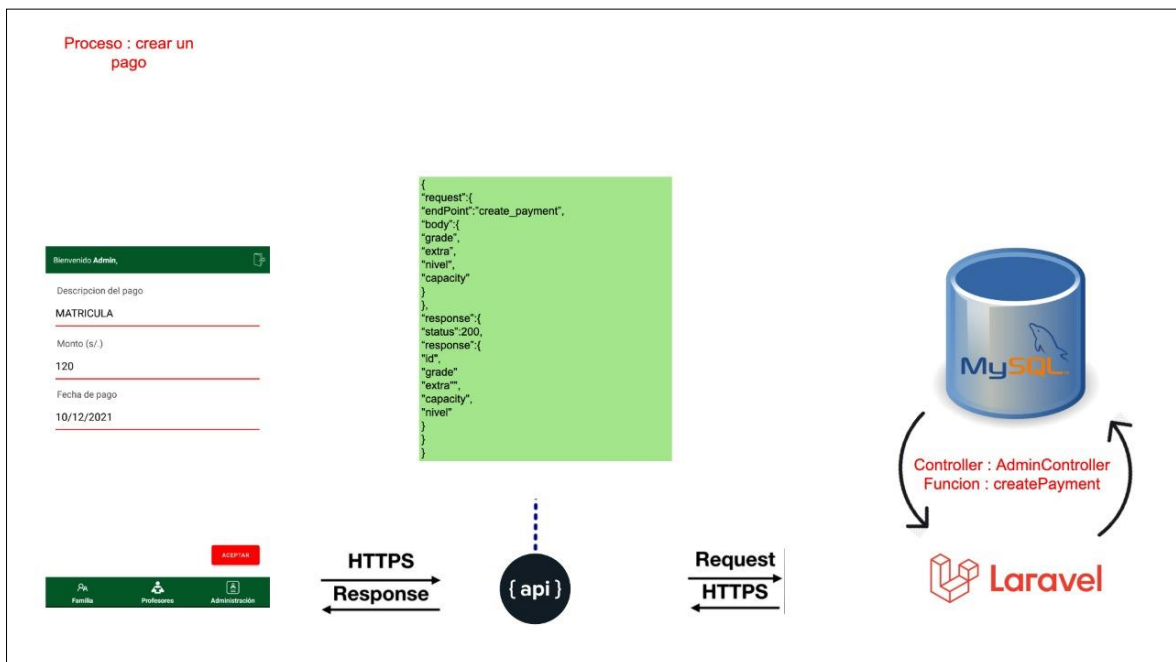 Proceso : crear un
pago
Bienvenido Admin,
Descripcion del pago
MATRICULA
Monto (s/.)
120
Fecha de pago
10/12/2021
ACEPTAR
Familia
Profesores
Administración
{
"request":{
"endPoint":"create_payment",
"body":{
"grade",
"extra",
"nivel",
"capacity"
}
},
"response":{
"status":200,
"response":{
"id",
"grade"
"extra"",
"capacity",
"nivel"
}
}
}
HTTPS
Response
{ api }
Request
HTTPS
MySQL
Controller : AdminController
Funcion : createPayment
Laravel